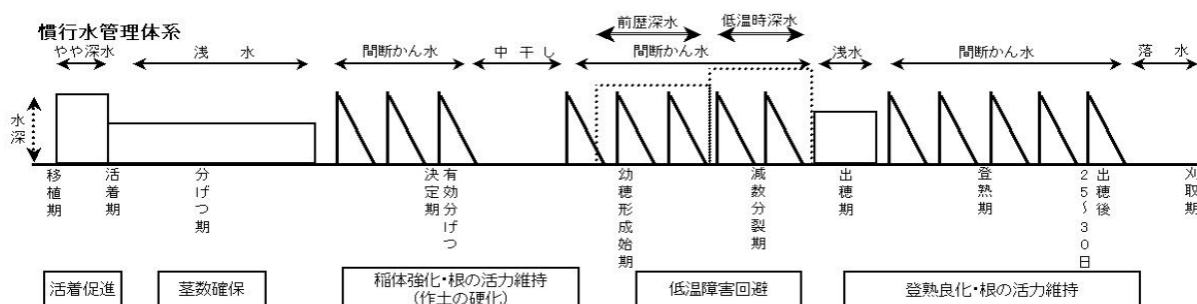 慣行水管理体系
前歴深水
低温時深水
やや深水
浅 水
間断かん水
中 干 し
間断かん水
浅水
間断かん水
落 水
水深
移植期
活着期
分げつ期
有効分げつ
決定期
幼穂形成始期
減数分裂期
出穂期
登熟期
出穂後
25~30日
刈取期
活着促進
茎数確保
稲体強化・根の活力維持
(作土の硬化)
低温障害回避
登熟良化・根の活力維持